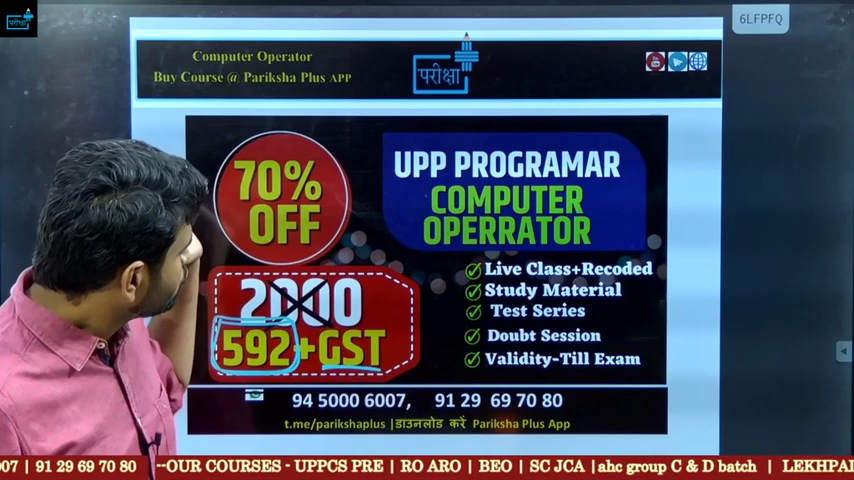 परीक्षा
6LFPFQ
Computer Operator
Buy Course @ Pariksha Plus APP
परीक्षा
70%
OFF
UPP PROGRAMAR
COMPUTER
OPERRATOR
2000
592+GST
Live Class+Recoded
Study Material
Test Series
Doubt Session
Validity-Till Exam
94 5000 6007, 91 29 69 70 80
t.me/parikshaplus |डाउनलोड करें Pariksha Plus App
007 | 91 29 69 70 80 --OUR COURSES - UPPCS PRE | RO ARO | BEO | SC JCA |ahc group C & D batch | LEKHPAL